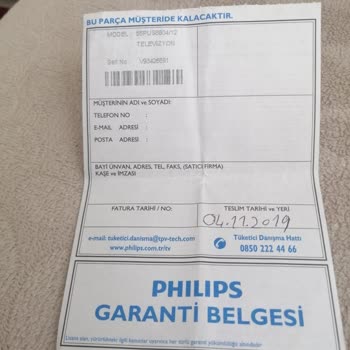 BU PARÇA MÜŞTERİDE KALACAKTIR.
MODEL :
TELEVİZYON
Seri No
MÜŞTERİNİN ADI ve SOYADI:
TELEFON NO :
E-MAIL ADRESİ :
POSTA ADRESİ :
BAYİ ÜNVAN, ADRES, TEL, FAKS, (SATICI FİRMA)
KAŞE ve İMZASI
FATURA TARİHİ / NO:
TESLİM TARİHİ ve YERİ
04.11.2019
e-mail: tuketici.danisma@tpv-tech.com
www.philips.com.tr/tv
Tüketici Danışma Hattı
0850 222 44 66
PHILIPS
GARANTİ BELGESİ